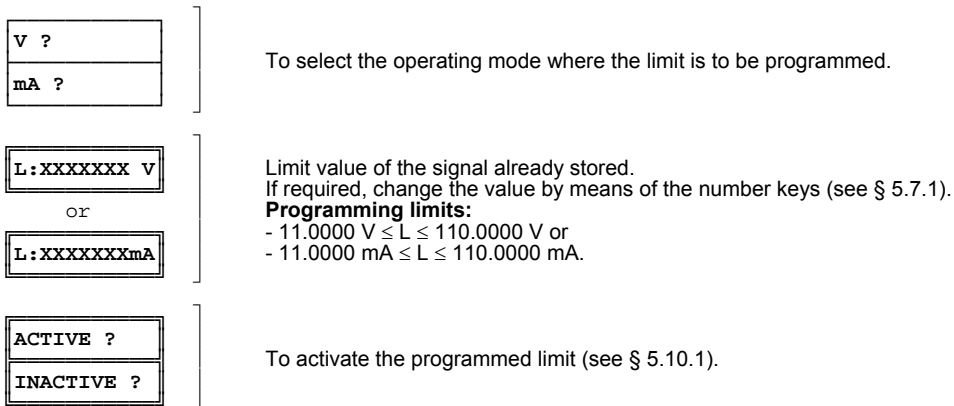 V ?
mA ?
To select the operating mode where the limit is to be programmed.
L:XXXXXXX V
or
L:XXXXXXXmA
Limit value of the signal already stored.
If required, change the value by means of the number keys (see § 5.7.1).
Programming limits:
- 11.0000 V ≤ L ≤ 110.0000 V or
- 11.0000 mA ≤ L ≤ 110.0000 mA.
ACTIVE ?
INACTIVE ?
To activate the programmed limit (see § 5.10.1).